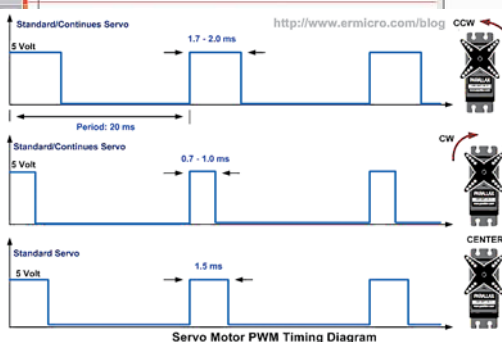 http://www.ermicro.com/blog
Standard/Continues Servo
5 Volt
1.7 - 2.0 ms
CCW
Period: 20 ms
Standard/Continues Servo
5 Volt
0.7 - 1.0 ms
CW
Standard Servo
5 Volt
1.5 ms
CENTER
Servo Motor PWM Timing Diagram